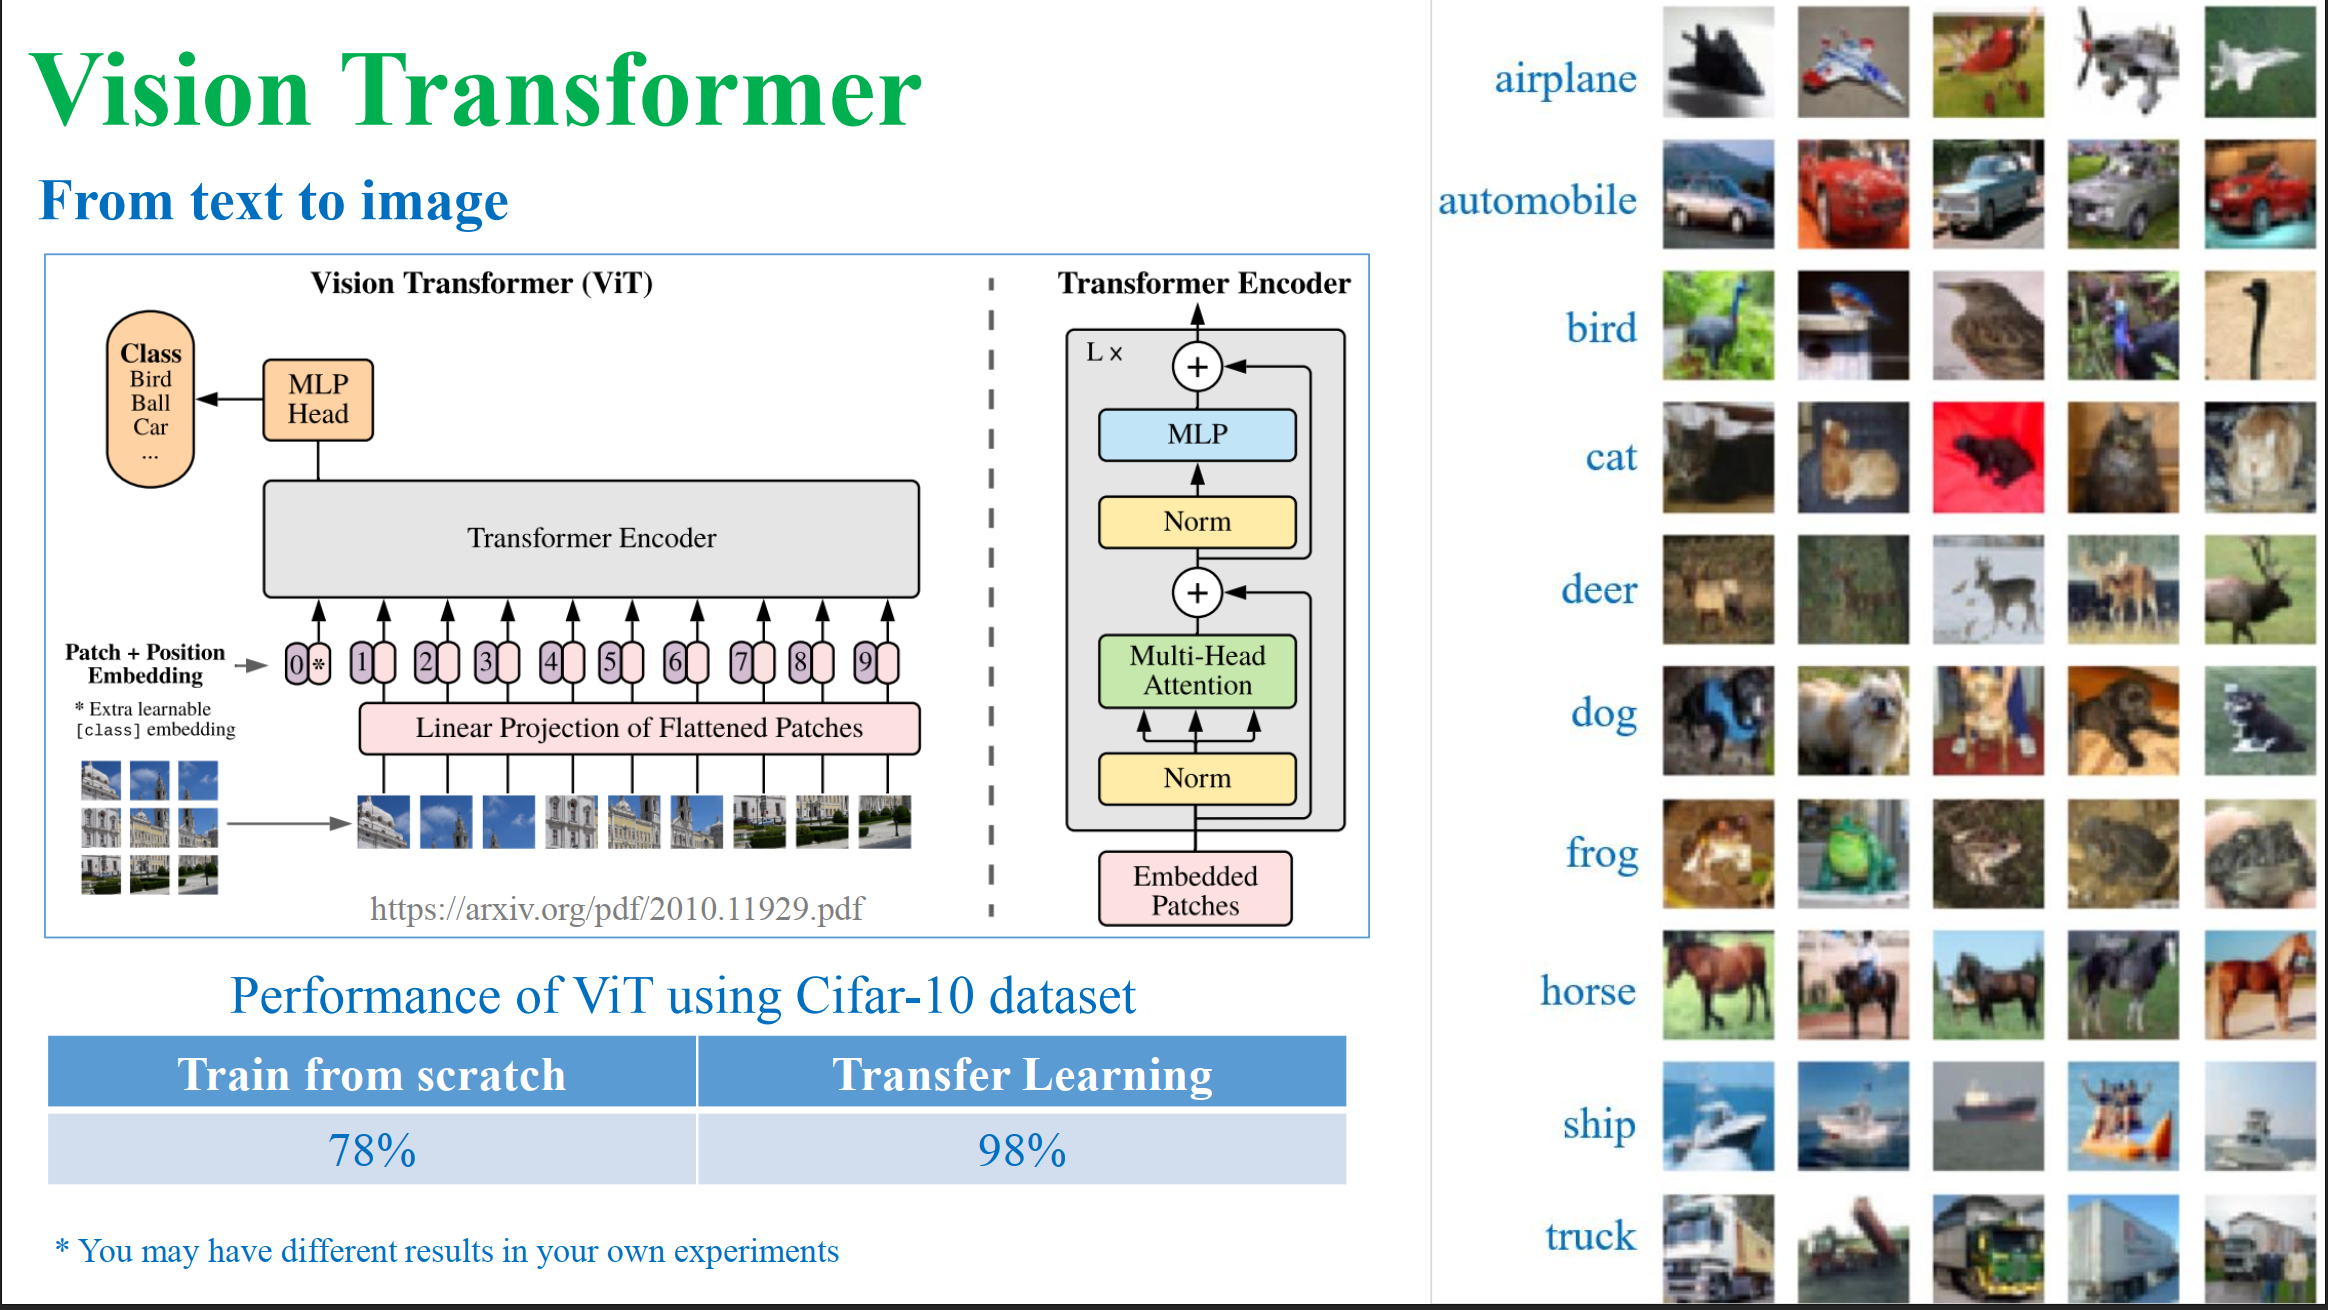 Vision Transformer
From text to image
Vision Transformer (ViT)
Class
Bird
Ball
Car
...
MLP
Head
Transformer Encoder
Patch + Position
Embedding
0 * 1 2 3 4 5 6 7 8 9
* Extra learnable
[class] embedding
Linear Projection of Flattened Patches
https://arxiv.org/pdf/2010.11929.pdf
Transformer Encoder
L ×
+
MLP
Norm
+
Multi-Head
Attention
Norm
Embedded
Patches
Performance of ViT using Cifar-10 dataset
Train from scratch Transfer Learning
78% 98%
* You may have different results in your own experiments
airplane
automobile
bird
cat
deer
dog
frog
horse
ship
truck